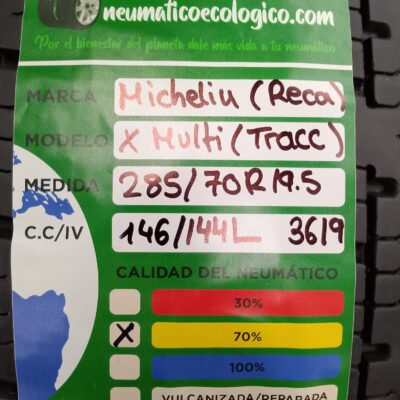 neumaticoecologico.com
Por el bienestar del planeta dale más vida a tu neumático
MARCA Michelin (Reca)
MODELO X Multi (Tracc)
MEDIDA 285/70R19.5
C.C/IV 146/144L 3619
CALIDAD DEL NEUMÁTICO
30%
X 70%
100%
VULCANIZADA/REPARADA